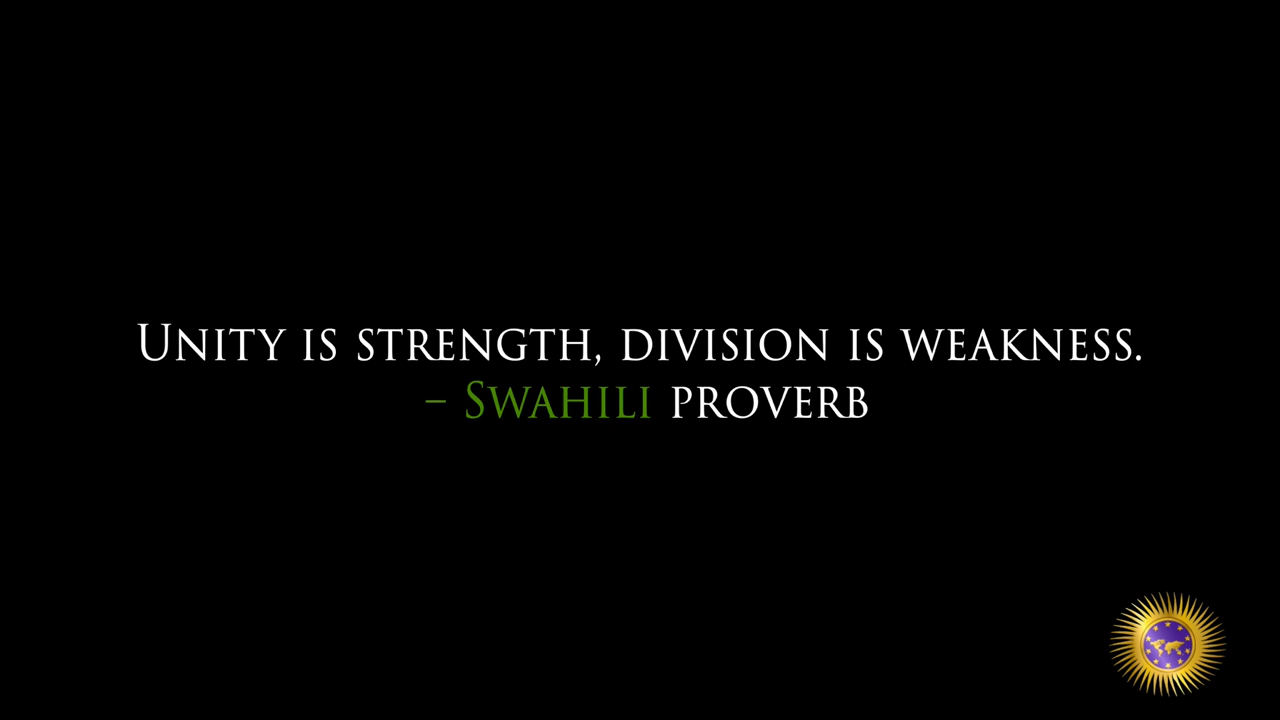 Unity is strength, division is weakness.
– Swahili proverb